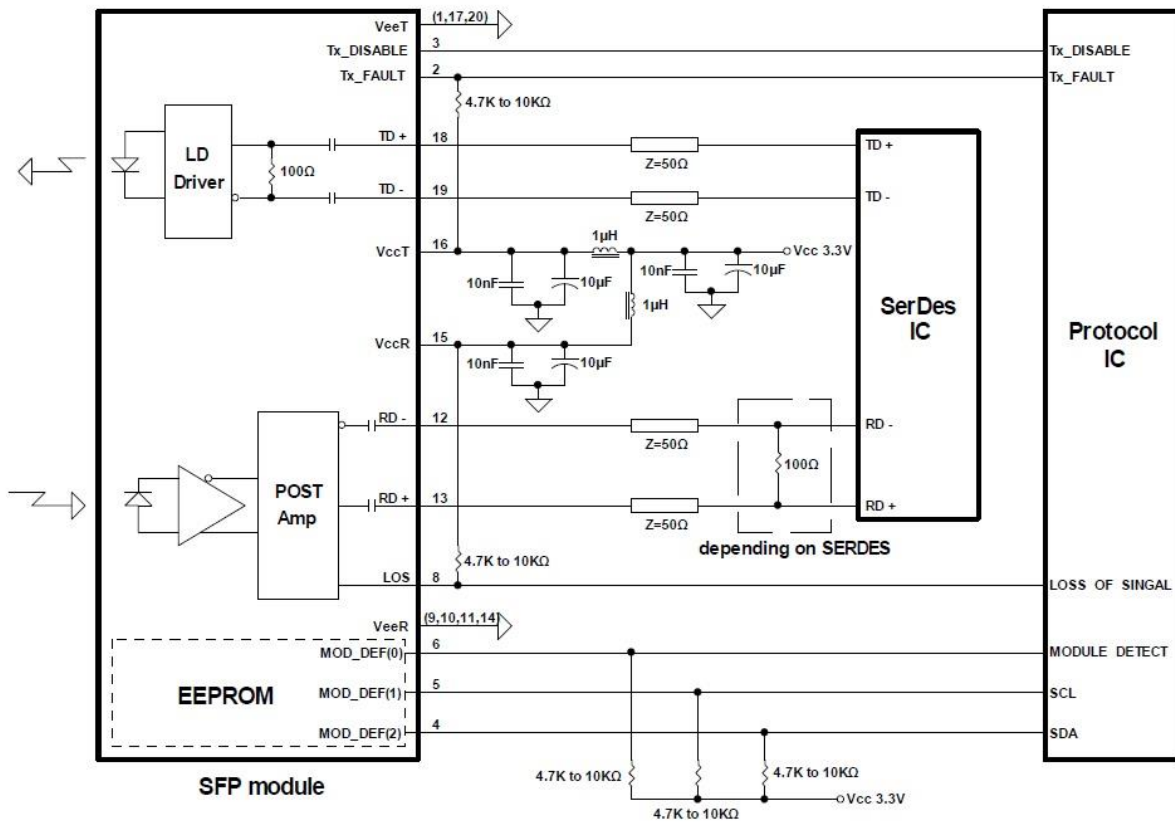 VeeT
(1,17,20)
Tx_DISABLE
3
Tx_DISABLE
Tx_FAULT
2
Tx_FAULT
4.7K to 10KΩ
LD
Driver
100Ω
TD +
18
Z=50Ω
TD +
TD -
19
Z=50Ω
TD -
VccT
16
1µH
Vcc 3.3V
10nF
10µF
10nF
10µF
1µH
SerDes
IC
Protocol
IC
VccR
15
10nF
10µF
RD -
12
Z=50Ω
RD -
100Ω
POST
Amp
RD +
13
Z=50Ω
RD +
depending on SERDES
4.7K to 10KΩ
LOS
8
LOSS OF SINGAL
VeeR
(9,10,11,14)
MOD_DEF(0)
6
MODULE DETECT
EEPROM
MOD_DEF(1)
5
SCL
MOD_DEF(2)
4
SDA
SFP module
4.7K to 10KΩ
4.7K to 10KΩ
Vcc 3.3V
4.7K to 10KΩ